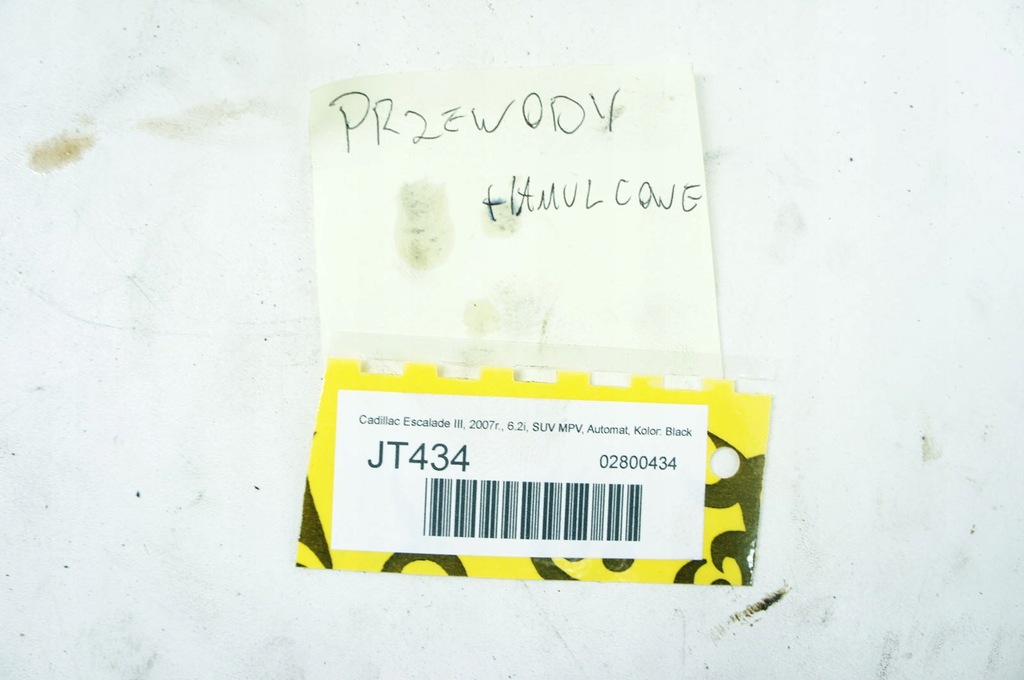 PRZEWODY
HAMULCOWE
Cadillac Escalade III, 2007r., 6.2i, SUV MPV, Automat, Kolor: Black
JT434
02800434